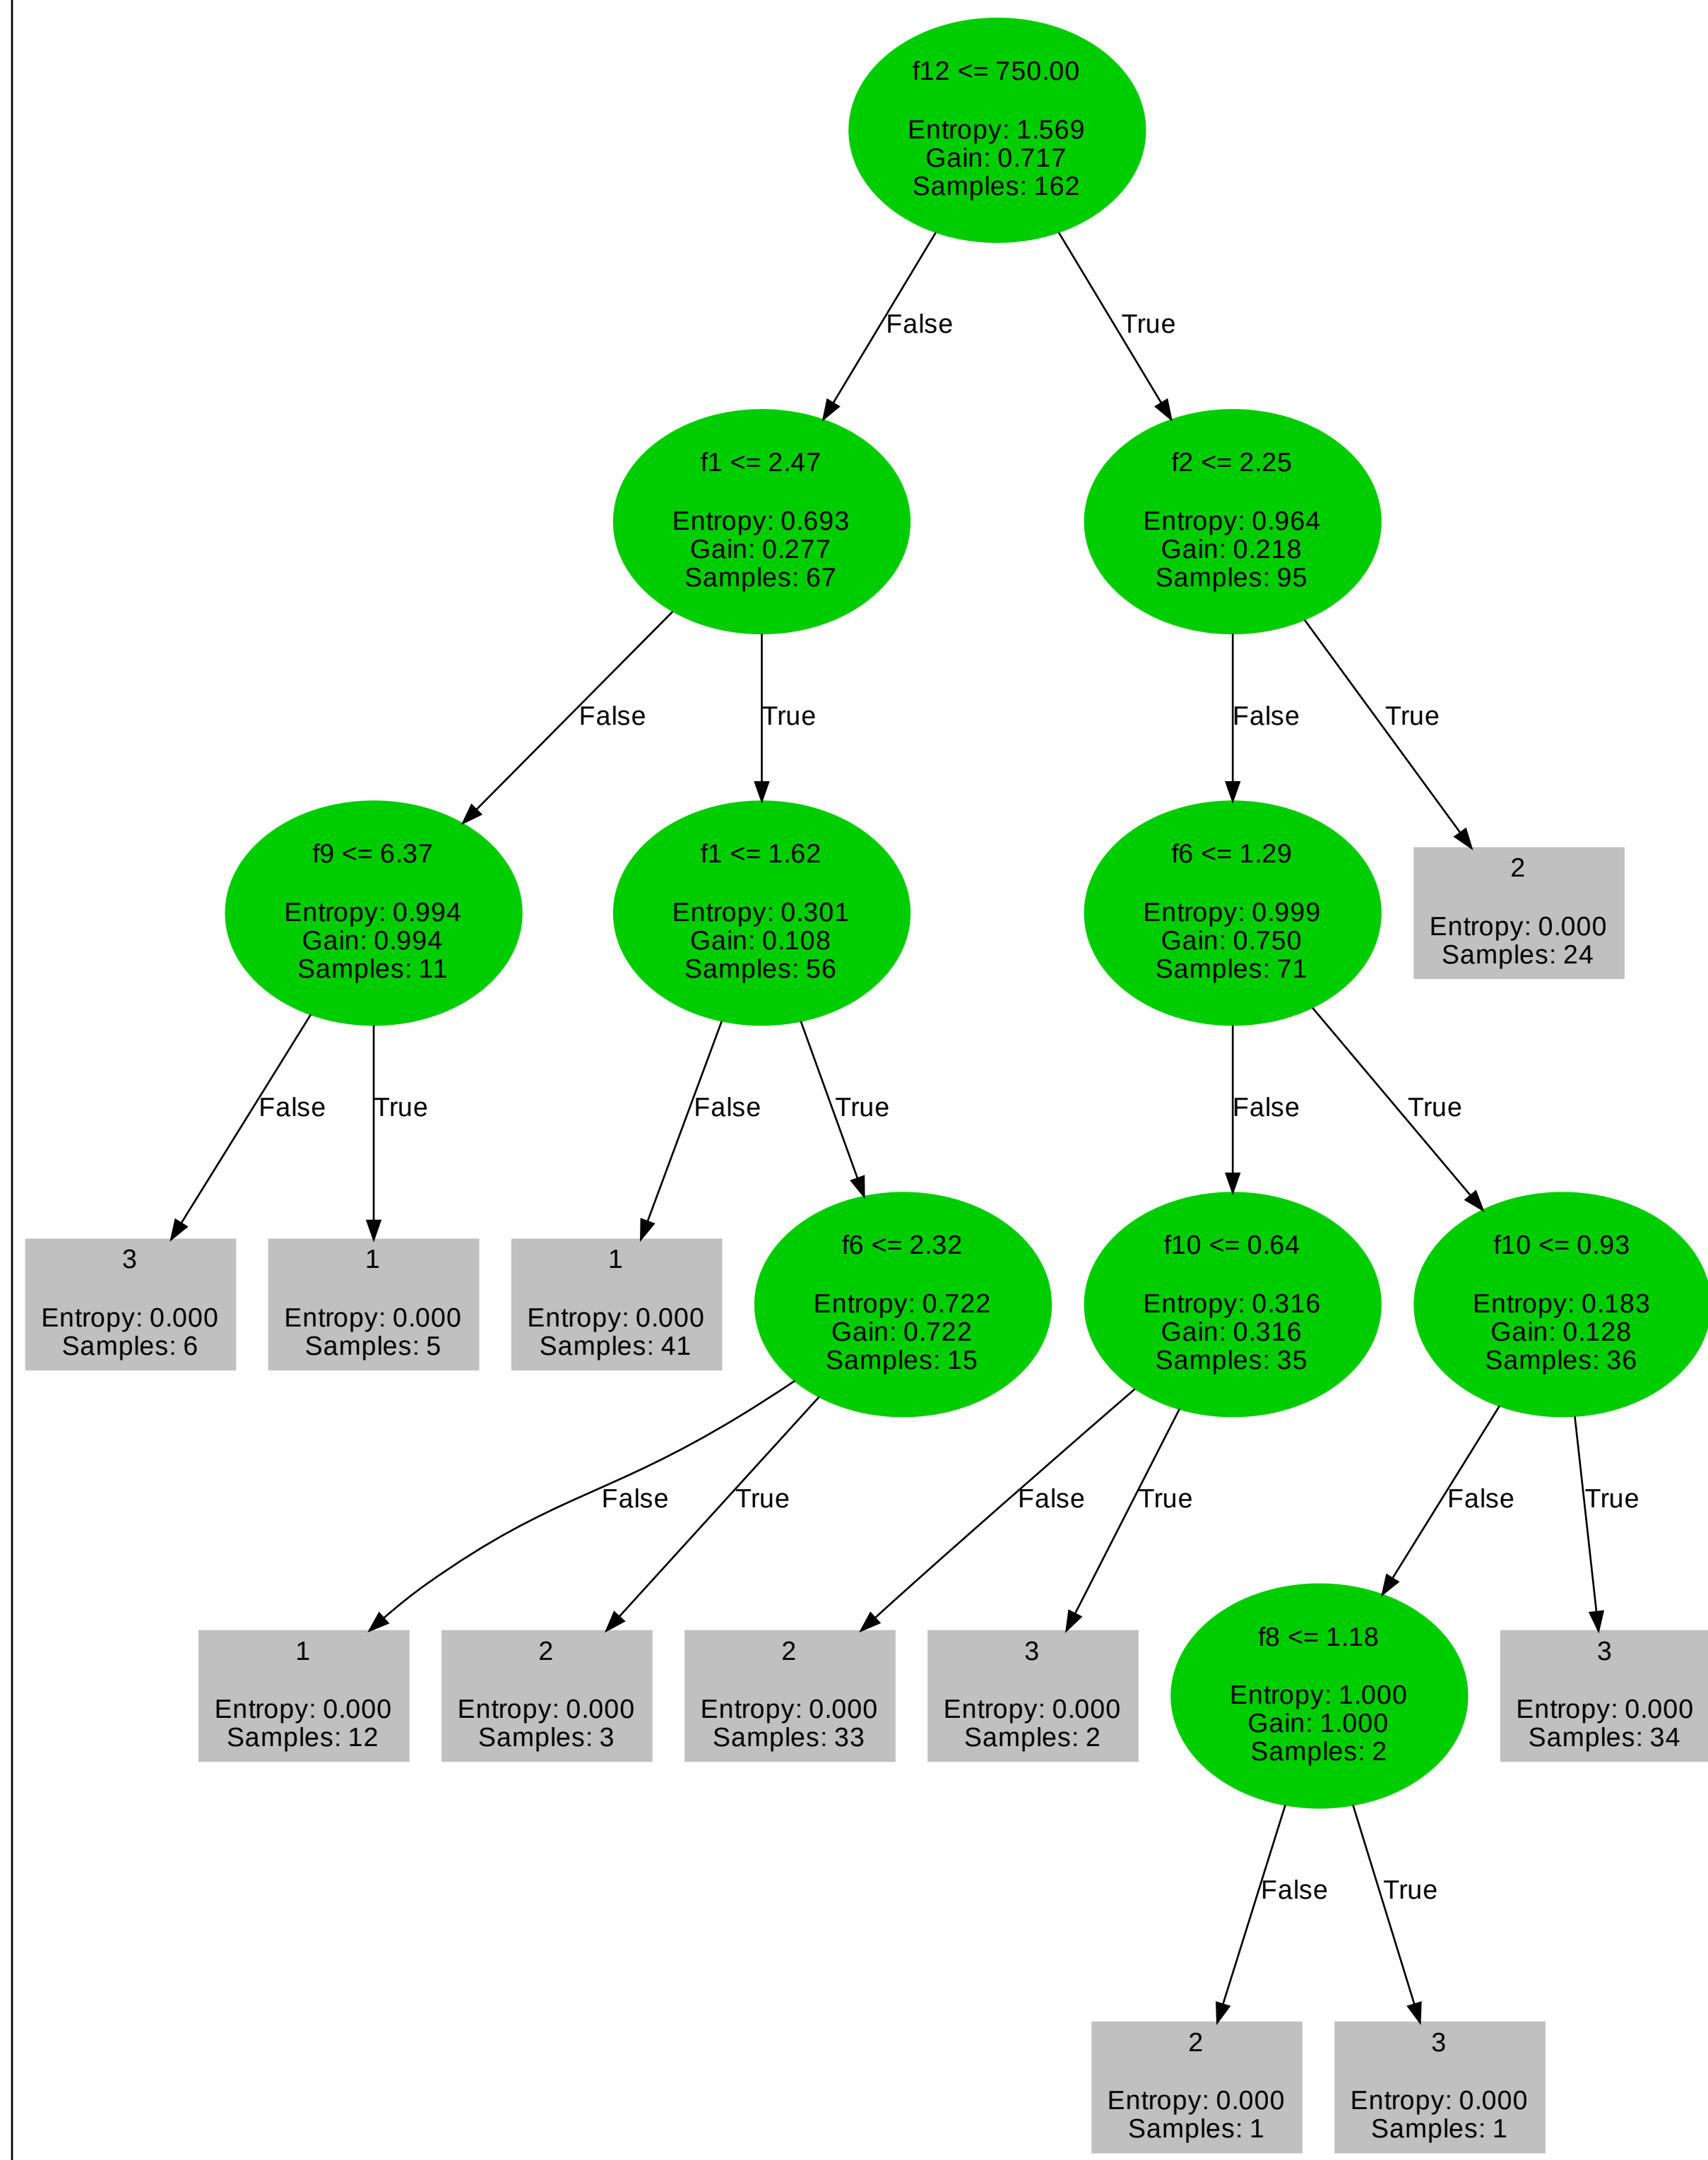 f12 <= 750.00
Entropy: 1.569
Gain: 0.717
Samples: 162
False
True
f1 <= 2.47
Entropy: 0.693
Gain: 0.277
Samples: 67
f2 <= 2.25
Entropy: 0.964
Gain: 0.218
Samples: 95
False
True
False
True
f9 <= 6.37
Entropy: 0.994
Gain: 0.994
Samples: 11
f1 <= 1.62
Entropy: 0.301
Gain: 0.108
Samples: 56
f6 <= 1.29
Entropy: 0.999
Gain: 0.750
Samples: 71
2
Entropy: 0.000
Samples: 24
False
True
False
True
False
True
3
Entropy: 0.000
Samples: 6
1
Entropy: 0.000
Samples: 5
1
Entropy: 0.000
Samples: 41
f6 <= 2.32
Entropy: 0.722
Gain: 0.722
Samples: 15
f10 <= 0.64
Entropy: 0.316
Gain: 0.316
Samples: 35
f10 <= 0.93
Entropy: 0.183
Gain: 0.128
Samples: 36
False
True
False
True
False
True
1
Entropy: 0.000
Samples: 12
2
Entropy: 0.000
Samples: 3
2
Entropy: 0.000
Samples: 33
3
Entropy: 0.000
Samples: 2
f8 <= 1.18
Entropy: 1.000
Gain: 1.000
Samples: 2
3
Entropy: 0.000
Samples: 34
False
True
2
Entropy: 0.000
Samples: 1
3
Entropy: 0.000
Samples: 1